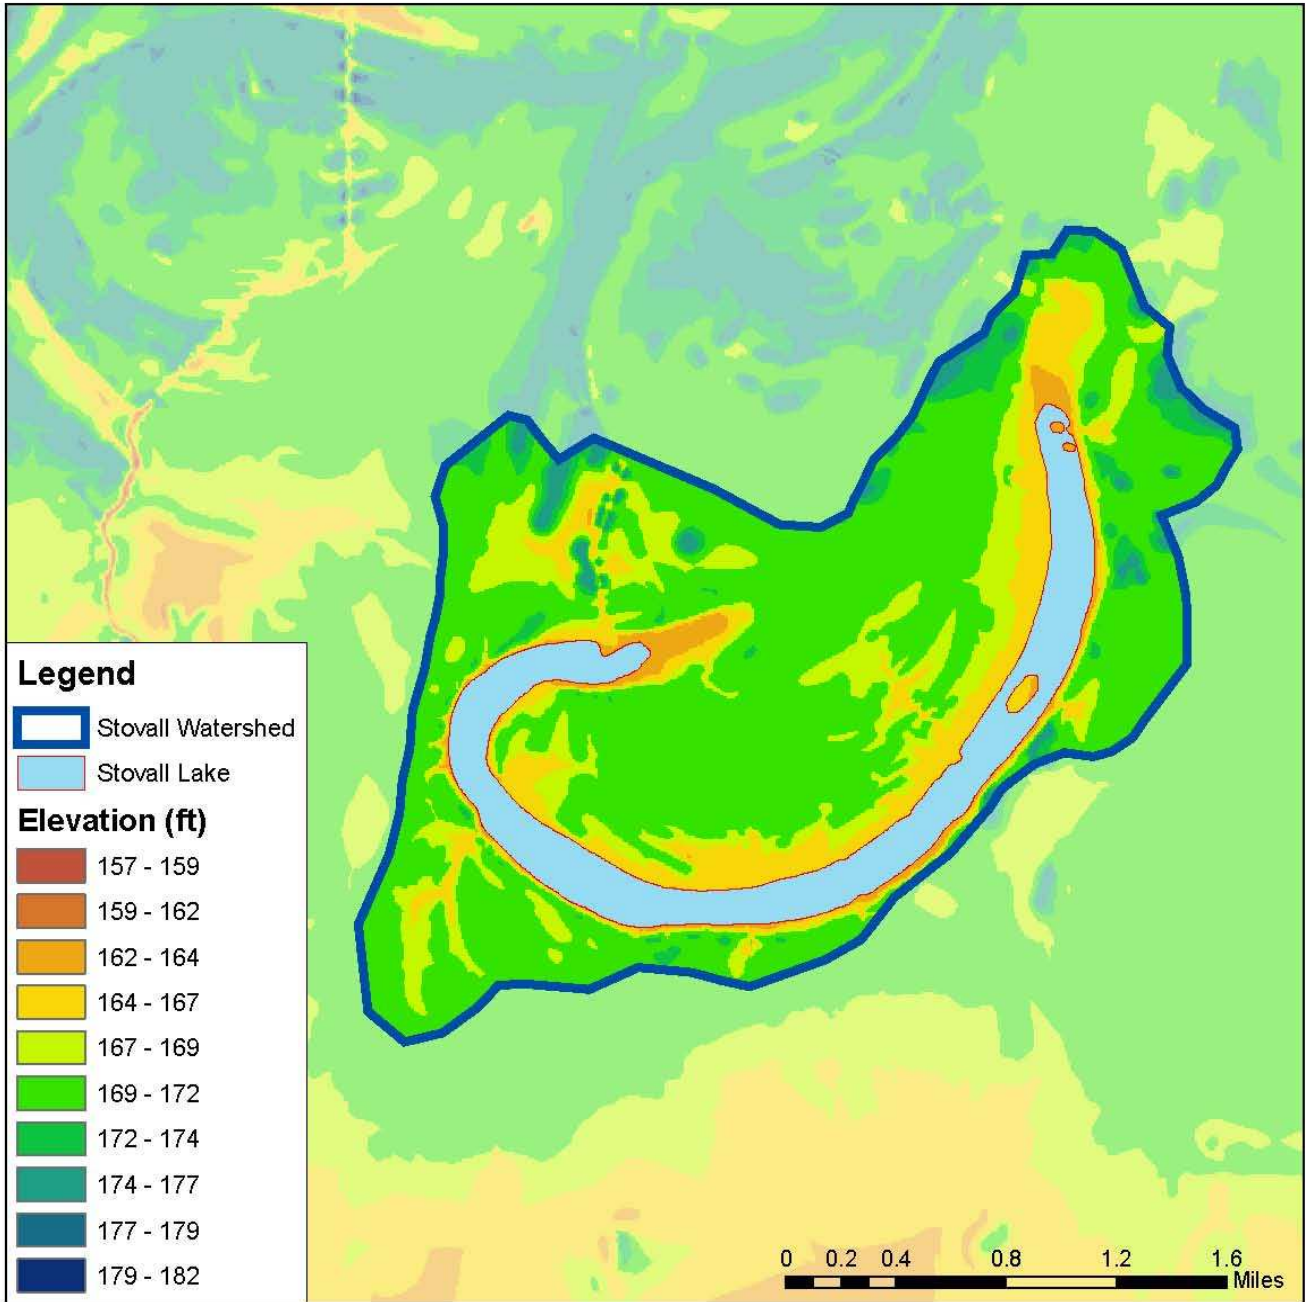 Legend
Stovall Watershed
Stovall Lake
Elevation (ft)
157 - 159
159 - 162
162 - 164
164 - 167
167 - 169
169 - 172
172 - 174
174 - 177
177 - 179
179 - 182
0 0.2 0.4 0.8 1.2 1.6
Miles